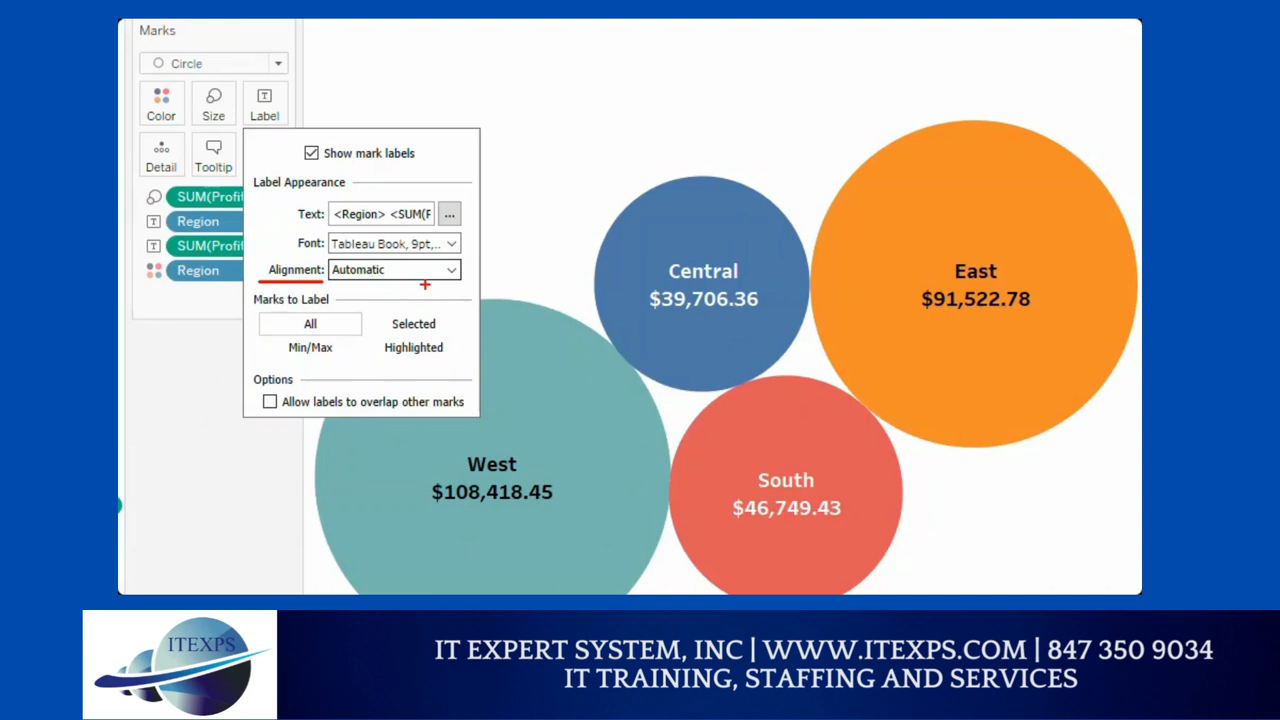 Marks
Circle
Color Size Label
Detail Tooltip
SUM(Profi
Region
SUM(Profi
Region
Show mark labels
Label Appearance
Text: <Region> <SUM(F ...
Font: Tableau Book, 9pt,...
Alignment: Automatic
Marks to Label
All Selected
Min/Max Highlighted
Options
Allow labels to overlap other marks
Central
$39,706.36
East
$91,522.78
West
$108,418.45
South
$46,749.43
ITEXPS
IT EXPERT SYSTEM, INC | WWW.ITEXPS.COM | 847 350 9034
IT TRAINING, STAFFING AND SERVICES